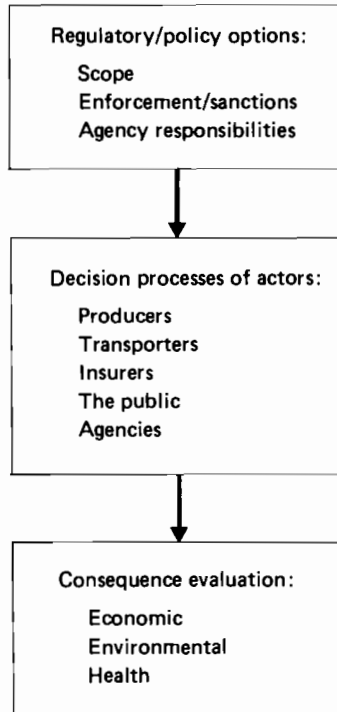 Regulatory/policy options:
Scope
Enforcement/sanctions
Agency responsibilities
Decision processes of actors:
Producers
Transporters
Insurers
The public
Agencies
Consequence evaluation:
Economic
Environmental
Health